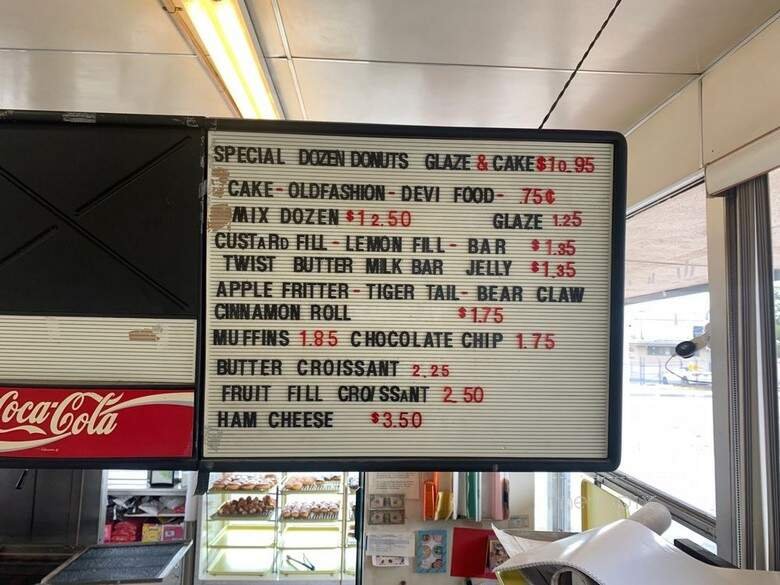 SPECIAL DOZEN DONUTS GLAZE & CAKE $10.95
CAKE - OLDFASHION - DEVI FOOD - .75¢
MIX DOZEN $12.50 GLAZE 1.25
CUSTARD FILL - LEMON FILL - BAR $1.35
TWIST BUTTER MILK BAR JELLY $1.35
APPLE FRITTER - TIGER TAIL - BEAR CLAW
CINNAMON ROLL $1.75
MUFFINS 1.85 CHOCOLATE CHIP 1.75
BUTTER CROISSANT 2.25
FRUIT FILL CROISSANT 2.50
HAM CHEESE $3.50
Coca-Cola